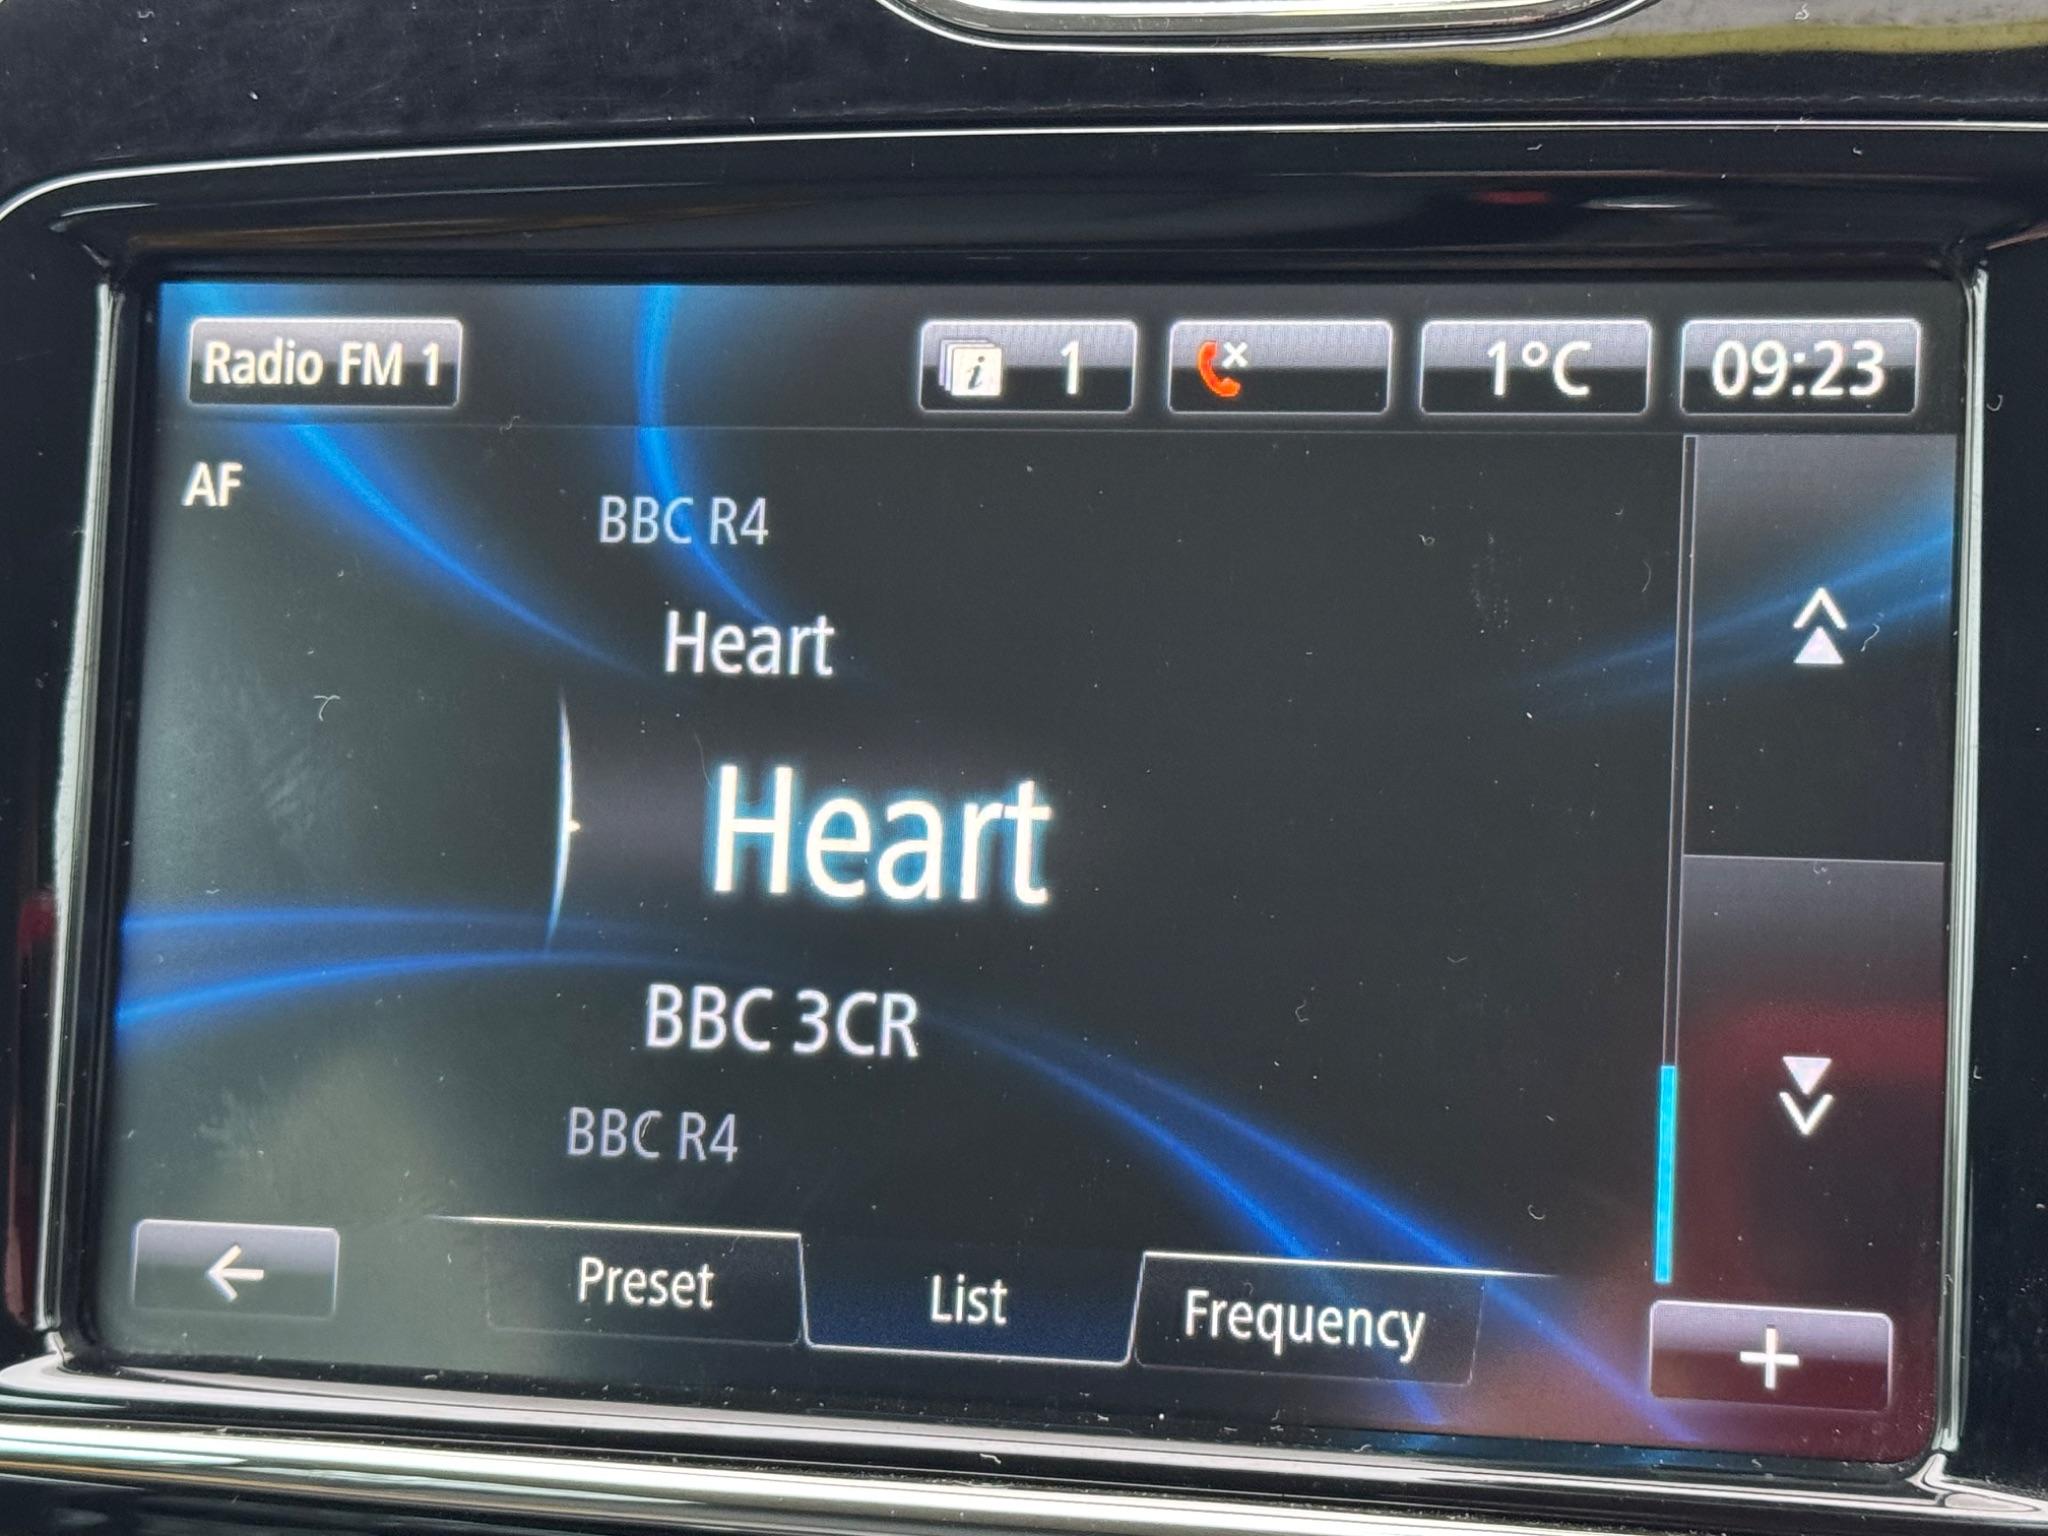 Radio FM 1
i 1
1°C
09:23
AF
BBC R4
Heart
Heart
BBC 3CR
BBC R4
Preset
List
Frequency